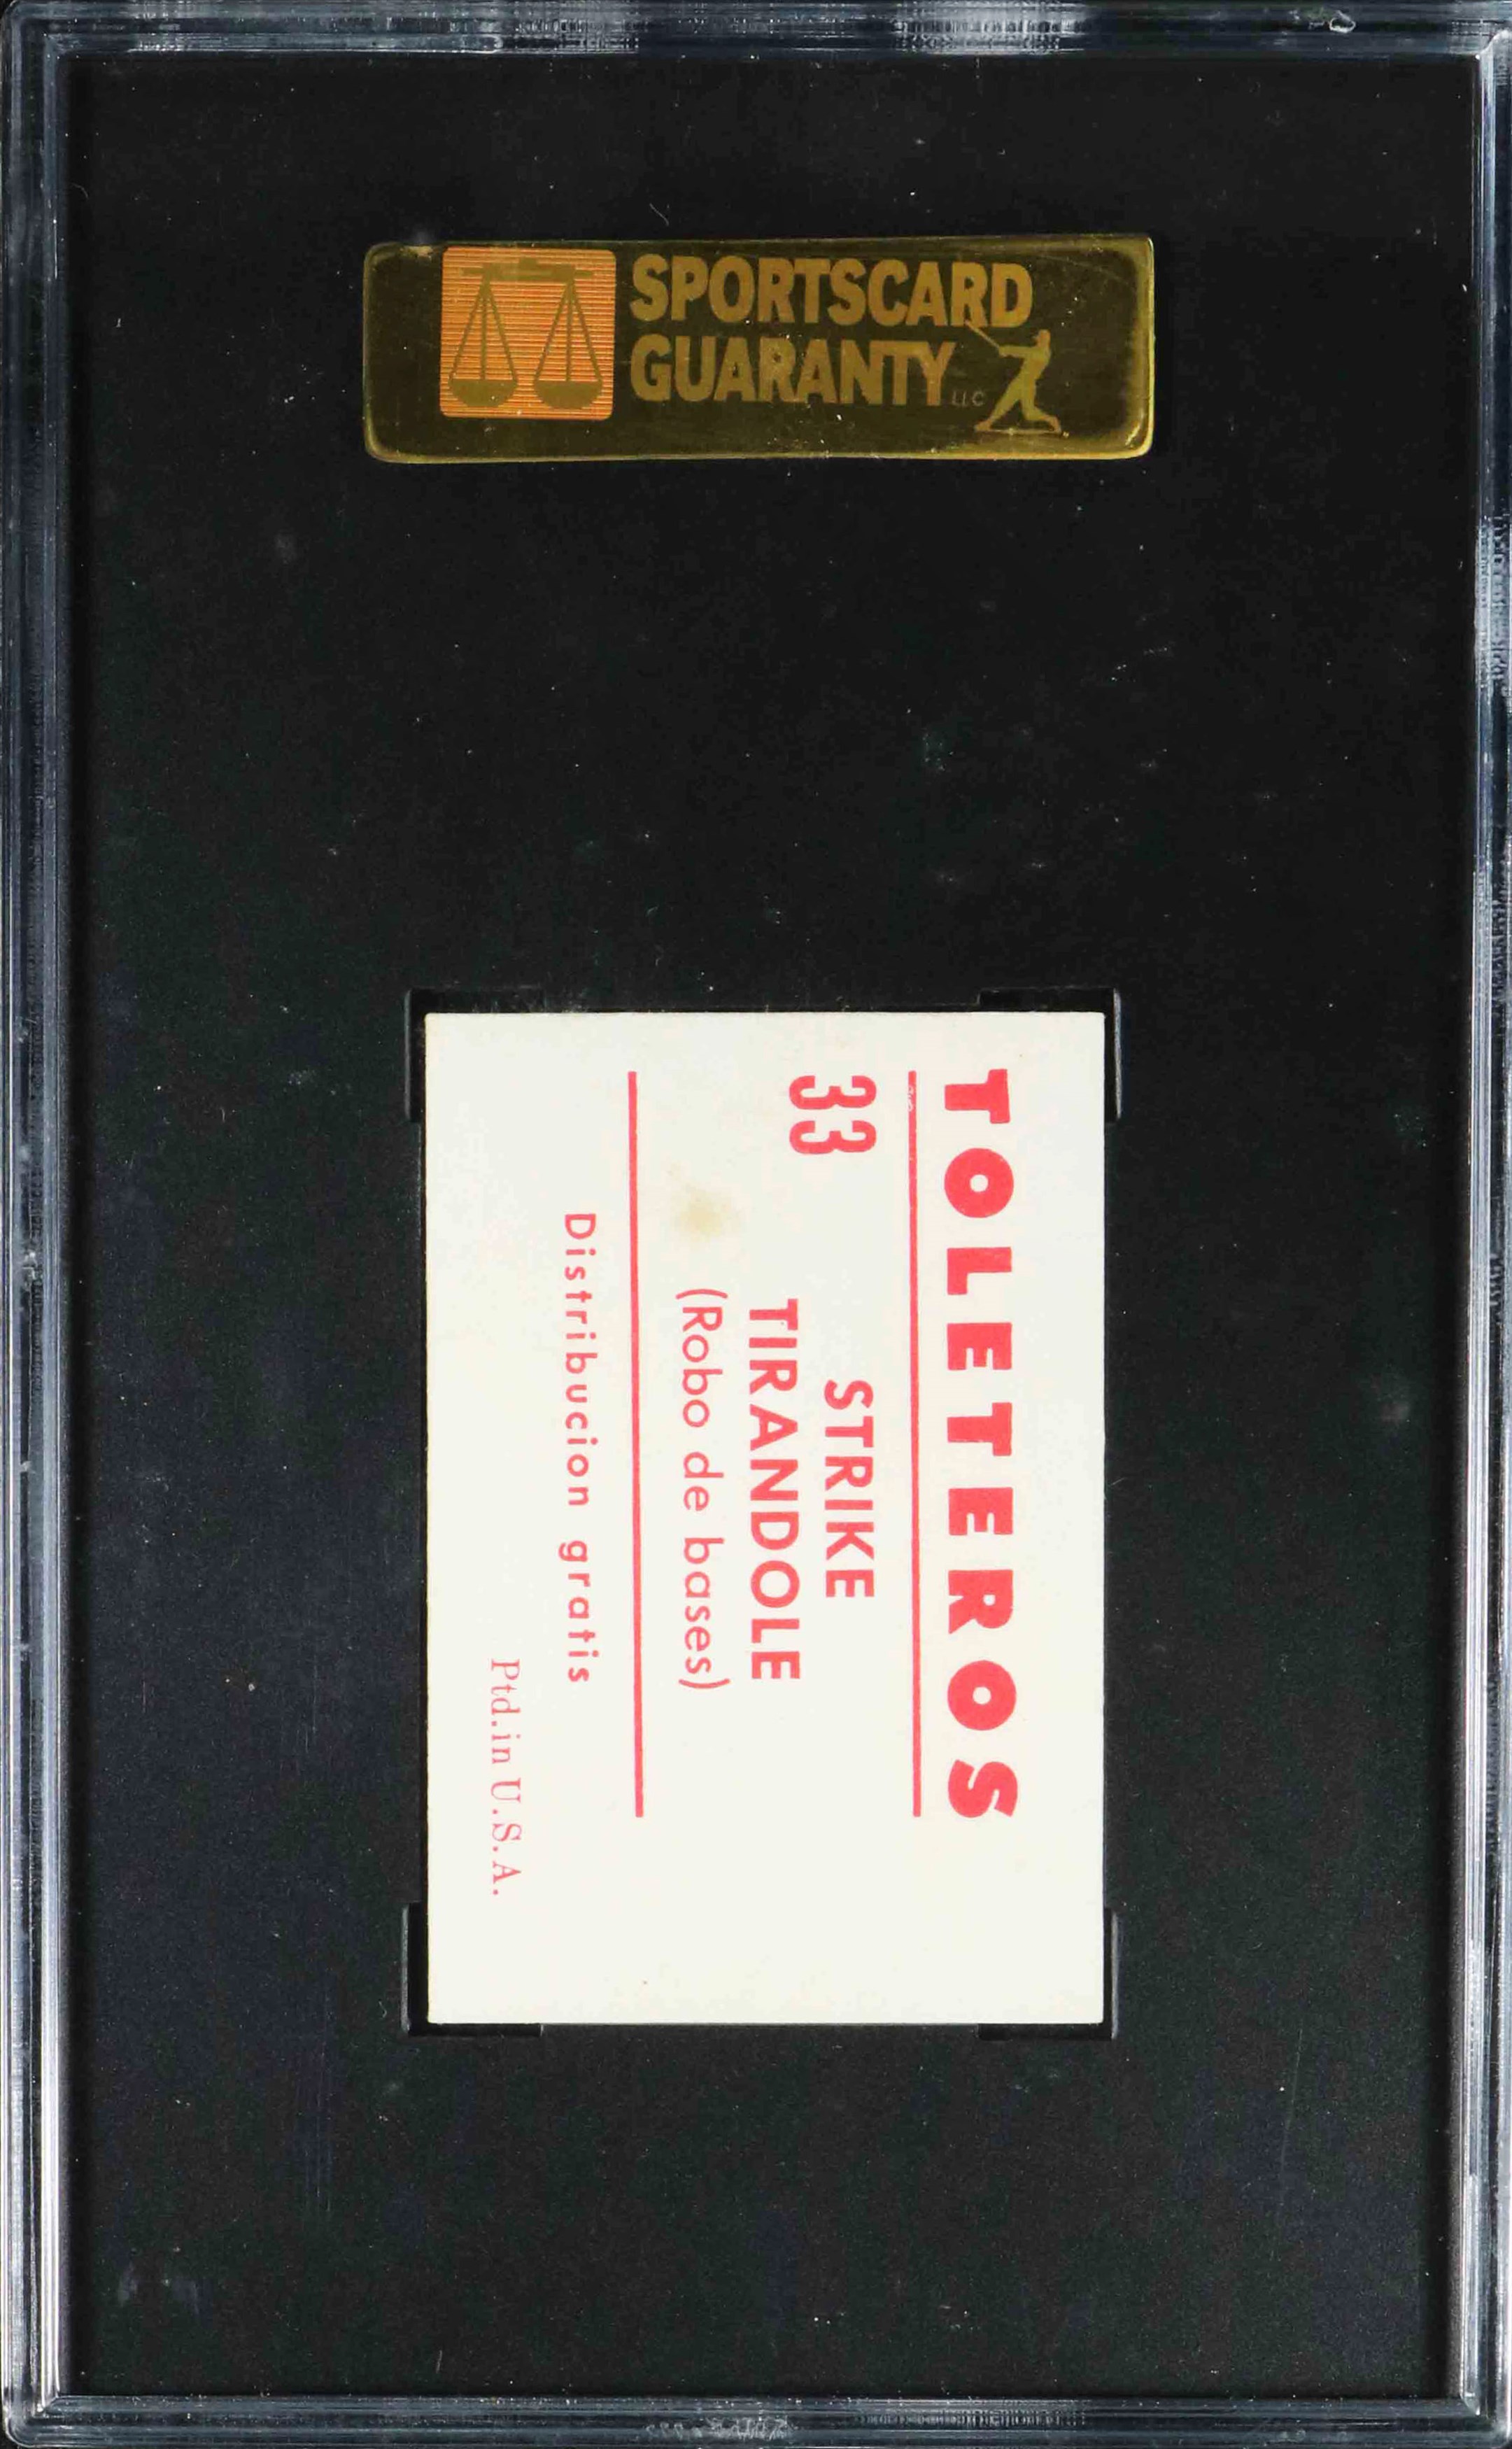 SPORTSCARD
GUARANTY LLC
TOLETEROS
33
STRIKE
TIRANDOLE
(Robo de bases)
Distribucion gratis
Ptd.in U.S.A.